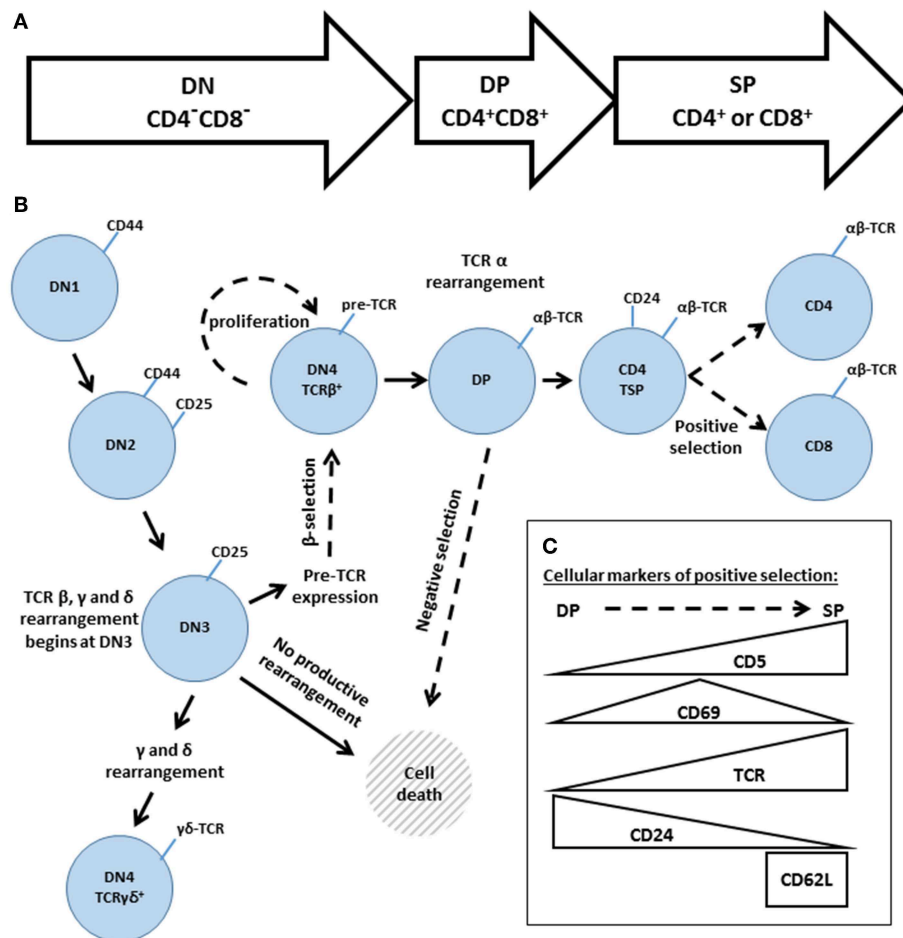 A
DN
CD4⁻CD8⁻
DP
CD4⁺CD8⁺
SP
CD4⁺ or CD8⁺
B
CD44
DN1
CD44
CD25
DN2
CD25
DN3
TCR β, γ and δ
rearrangement
begins at DN3
γ and δ
rearrangement
γδ-TCR
DN4
TCRγδ⁺
No productive
rearrangement
Cell
death
Pre-TCR
expression
β-selection
proliferation
pre-TCR
DN4
TCRβ⁺
TCR α
rearrangement
αβ-TCR
DP
Negative selection
CD24
αβ-TCR
CD4
TSP
Positive
selection
αβ-TCR
CD4
αβ-TCR
CD8
C
Cellular markers of positive selection:
DP
SP
CD5
CD69
TCR
CD24
CD62L